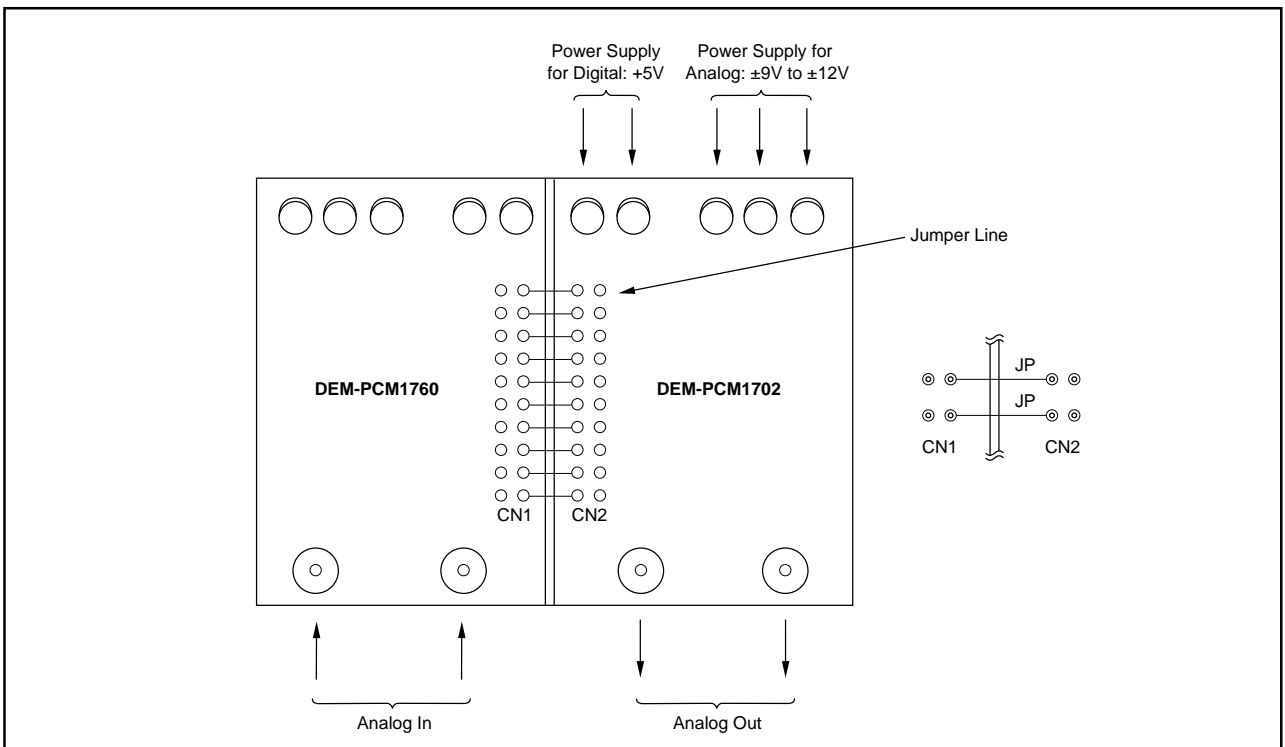 Power Supply
for Digital: +5V
Power Supply for
Analog: ±9V to ±12V
Jumper Line
DEM-PCM1760
DEM-PCM1702
JP
JP
CN1
CN2
CN1
CN2
Analog In
Analog Out